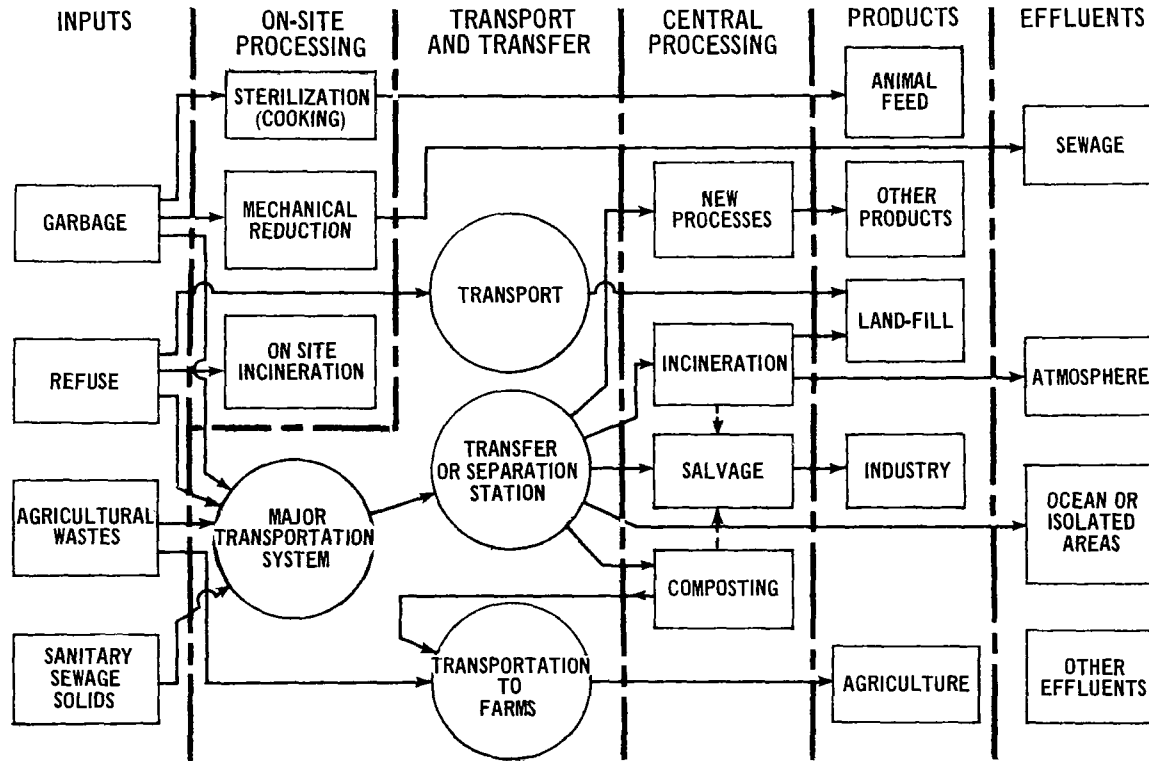 INPUTS
ON-SITE
PROCESSING
TRANSPORT
AND TRANSFER
CENTRAL
PROCESSING
PRODUCTS
EFFLUENTS
STERILIZATION
(COOKING)
ANIMAL
FEED
SEWAGE
GARBAGE
MECHANICAL
REDUCTION
NEW
PROCESSES
OTHER
PRODUCTS
TRANSPORT
LAND-FILL
REFUSE
ON SITE
INCINERATION
INCINERATION
ATMOSPHERE
TRANSFER
OR SEPARATION
STATION
SALVAGE
INDUSTRY
OCEAN OR
ISOLATED
AREAS
AGRICULTURAL
WASTES
MAJOR
TRANSPORTATION
SYSTEM
COMPOSTING
SANITARY
SEWAGE
SOLIDS
TRANSPORTATION
TO
FARMS
AGRICULTURE
OTHER
EFFLUENTS